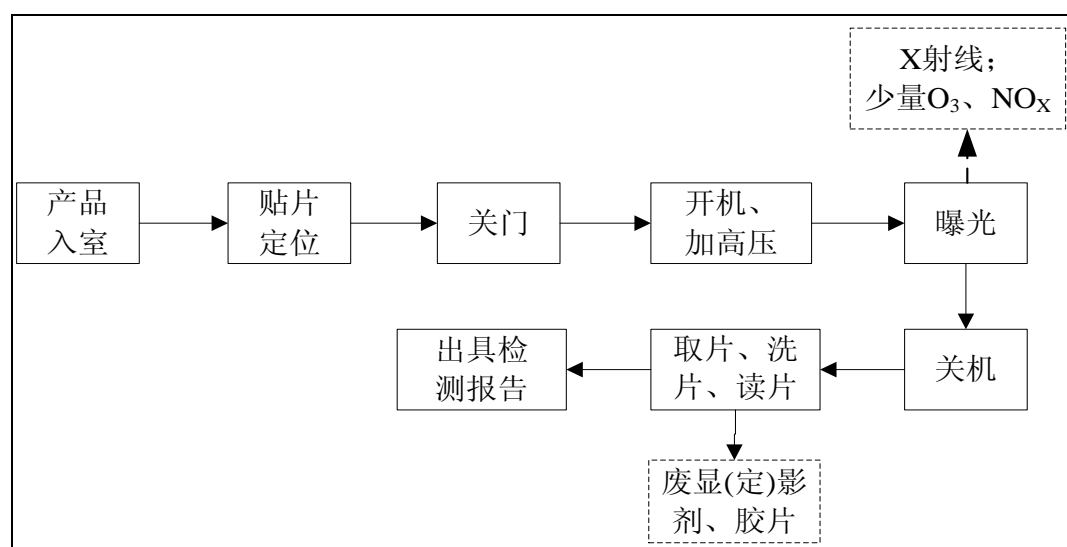 X射线；
少量O₃、NOX
产品
入室
贴片
定位
关门
开机、
加高压
曝光
关机
取片、洗
片、读片
出具检
测报告
废显(定)影
剂、胶片